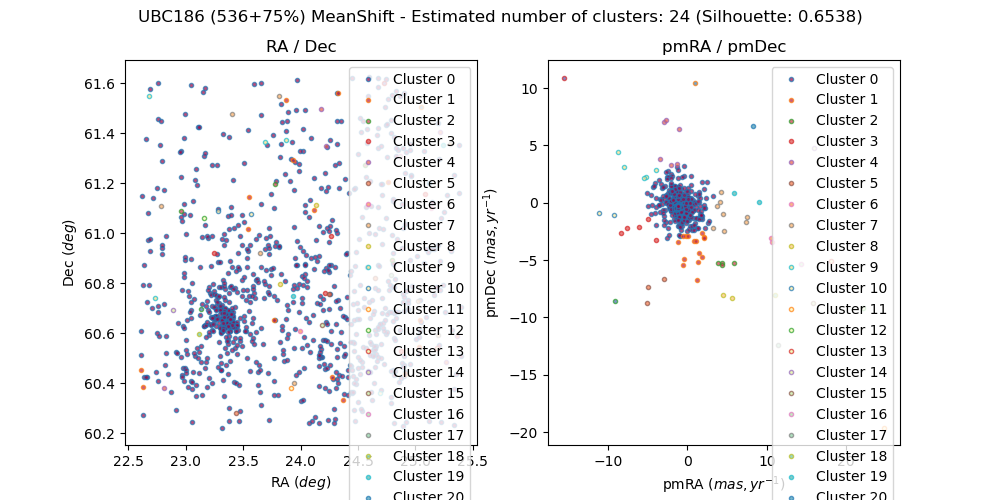 UBC186 (536+75%) MeanShift - Estimated number of clusters: 24 (Silhouette: 0.6538)
RA / Dec
61.6
61.4
61.2
61.0
60.8
60.6
60.4
60.2
Dec (deg)
22.5 23.0 23.5 24.0 24.5 25.0 25.5
RA (deg)
Cluster 0
Cluster 1
Cluster 2
Cluster 3
Cluster 4
Cluster 5
Cluster 6
Cluster 7
Cluster 8
Cluster 9
Cluster 10
Cluster 11
Cluster 12
Cluster 13
Cluster 14
Cluster 15
Cluster 16
Cluster 17
Cluster 18
Cluster 19
Cluster 20
pmRA / pmDec
10
5
0
−5
−10
−15
−20
pmDec (mas, yr⁻¹)
−10 0 10 20
pmRA (mas, yr⁻¹)
Cluster 0
Cluster 1
Cluster 2
Cluster 3
Cluster 4
Cluster 5
Cluster 6
Cluster 7
Cluster 8
Cluster 9
Cluster 10
Cluster 11
Cluster 12
Cluster 13
Cluster 14
Cluster 15
Cluster 16
Cluster 17
Cluster 18
Cluster 19
Cluster 20